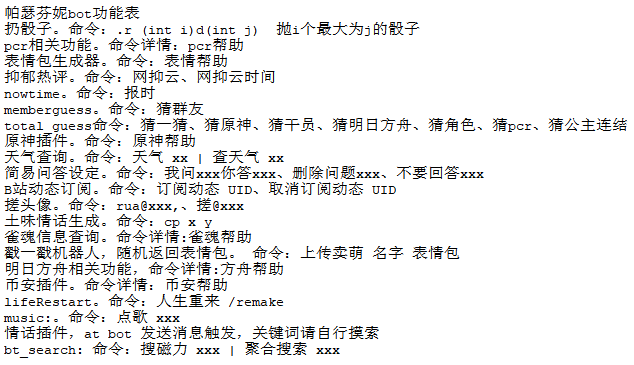 帕瑟芬妮bot功能表
扔骰子。命令：.r (int i)d(int j)  抛i个最大为j的骰子
pcr相关功能。命令详情：pcr帮助
表情包生成器。命令：表情帮助
抑郁热评。命令：网抑云、网抑云时间
nowtime。命令：报时
memberguess。命令：猜群友
total_guess命令：猜一猜、猜原神、猜干员、猜明日方舟、猜角色、猜pcr、猜公主连结
原神插件。命令：原神帮助
天气查询。命令：天气 xx | 查天气 xx
简易问答设定。命令：我问xxx你答xxx、删除问题xxx、不要回答xxx
B站动态订阅。命令：订阅动态 UID、取消订阅动态 UID
搓头像。命令：rua@xxx,、搓@xxx
土味情话生成。命令：cp x y
雀魂信息查询。命令详情:雀魂帮助
戳一戳机器人，随机返回表情包。 命令：上传卖萌 名字 表情包
明日方舟相关功能，命令详情:方舟帮助
币安插件。命令详情：币安帮助
lifeRestart。命令：人生重来 /remake
music:。命令：点歌 xxx
情话插件，at bot 发送消息触发，关键词请自行摸索
bt_search：命令：搜磁力 xxx | 聚合搜索 xxx